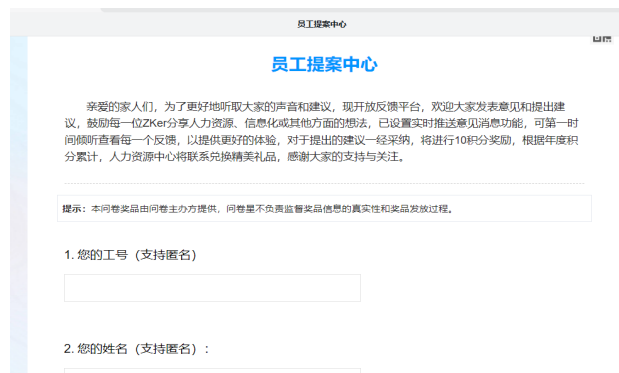 员工提案中心
员工提案中心
亲爱的家人们，为了更好地听取大家的声音和建议，现开放反馈平台，欢迎大家发表意见和提出建
议，鼓励每一位ZKer分享人力资源、信息化或其他方面的想法，已设置实时推送意见消息功能，可第一时
间倾听查看每一个反馈，以提供更好的体验，对于提出的建议一经采纳，将进行10积分奖励，根据年度积
分累计，人力资源中心将联系兑换精美礼品，感谢大家的支持与关注。
提示：本问卷奖品由问卷主办方提供，问卷星不负责监督奖品信息的真实性和奖品发放过程。
1. 您的工号（支持匿名）
2. 您的姓名（支持匿名）：